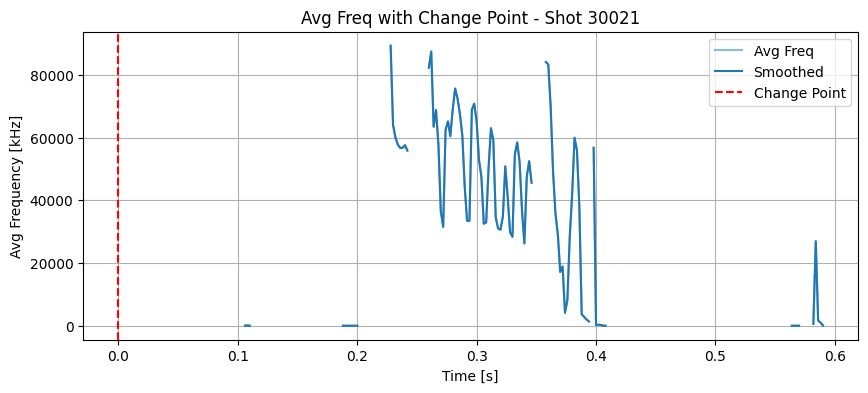 Avg Freq with Change Point - Shot 30021
Avg Freq
Smoothed
Change Point
Avg Frequency [kHz]
80000
60000
40000
20000
0
0.0 0.1 0.2 0.3 0.4 0.5 0.6
Time [s]